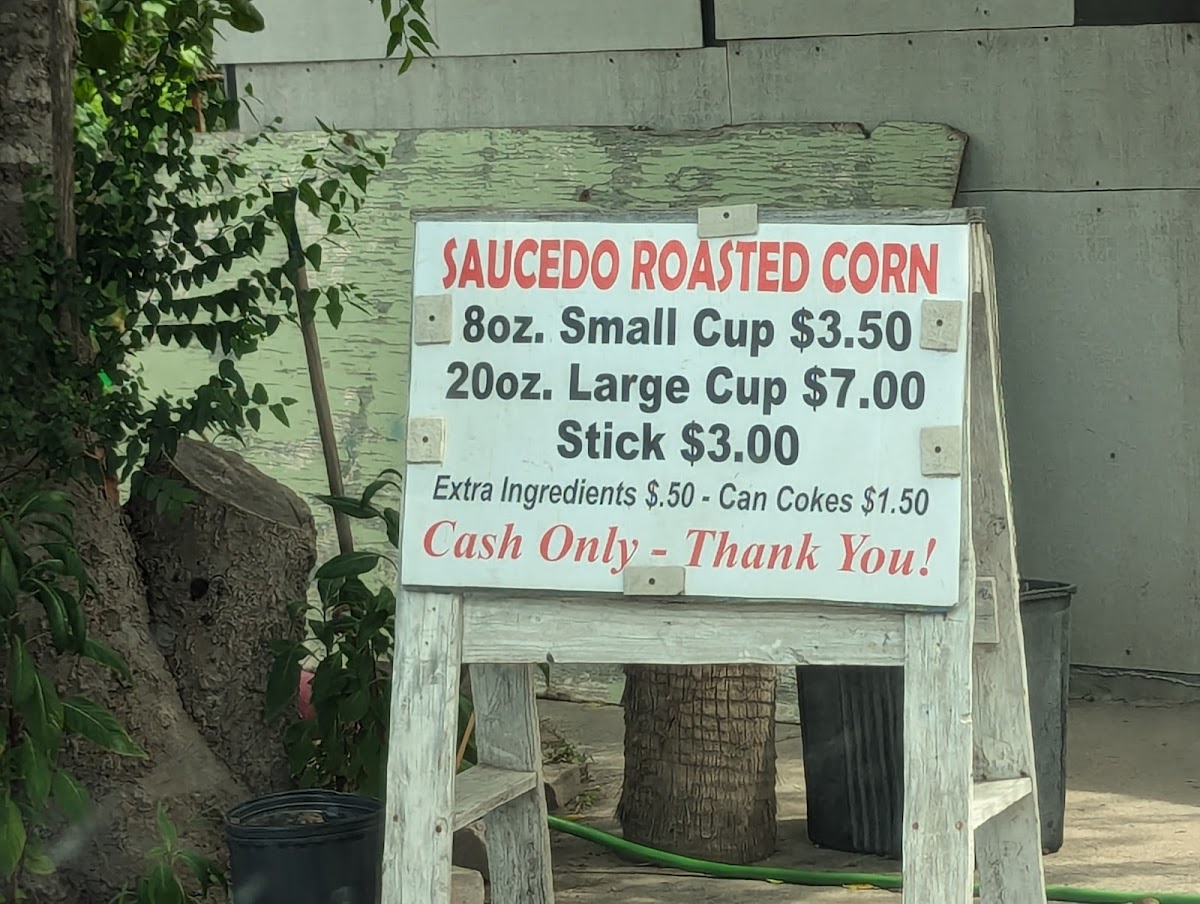 SAUCEDO ROASTED CORN
8oz. Small Cup $3.50
20oz. Large Cup $7.00
Stick $3.00
Extra Ingredients $.50 - Can Cokes $1.50
Cash Only - Thank You!